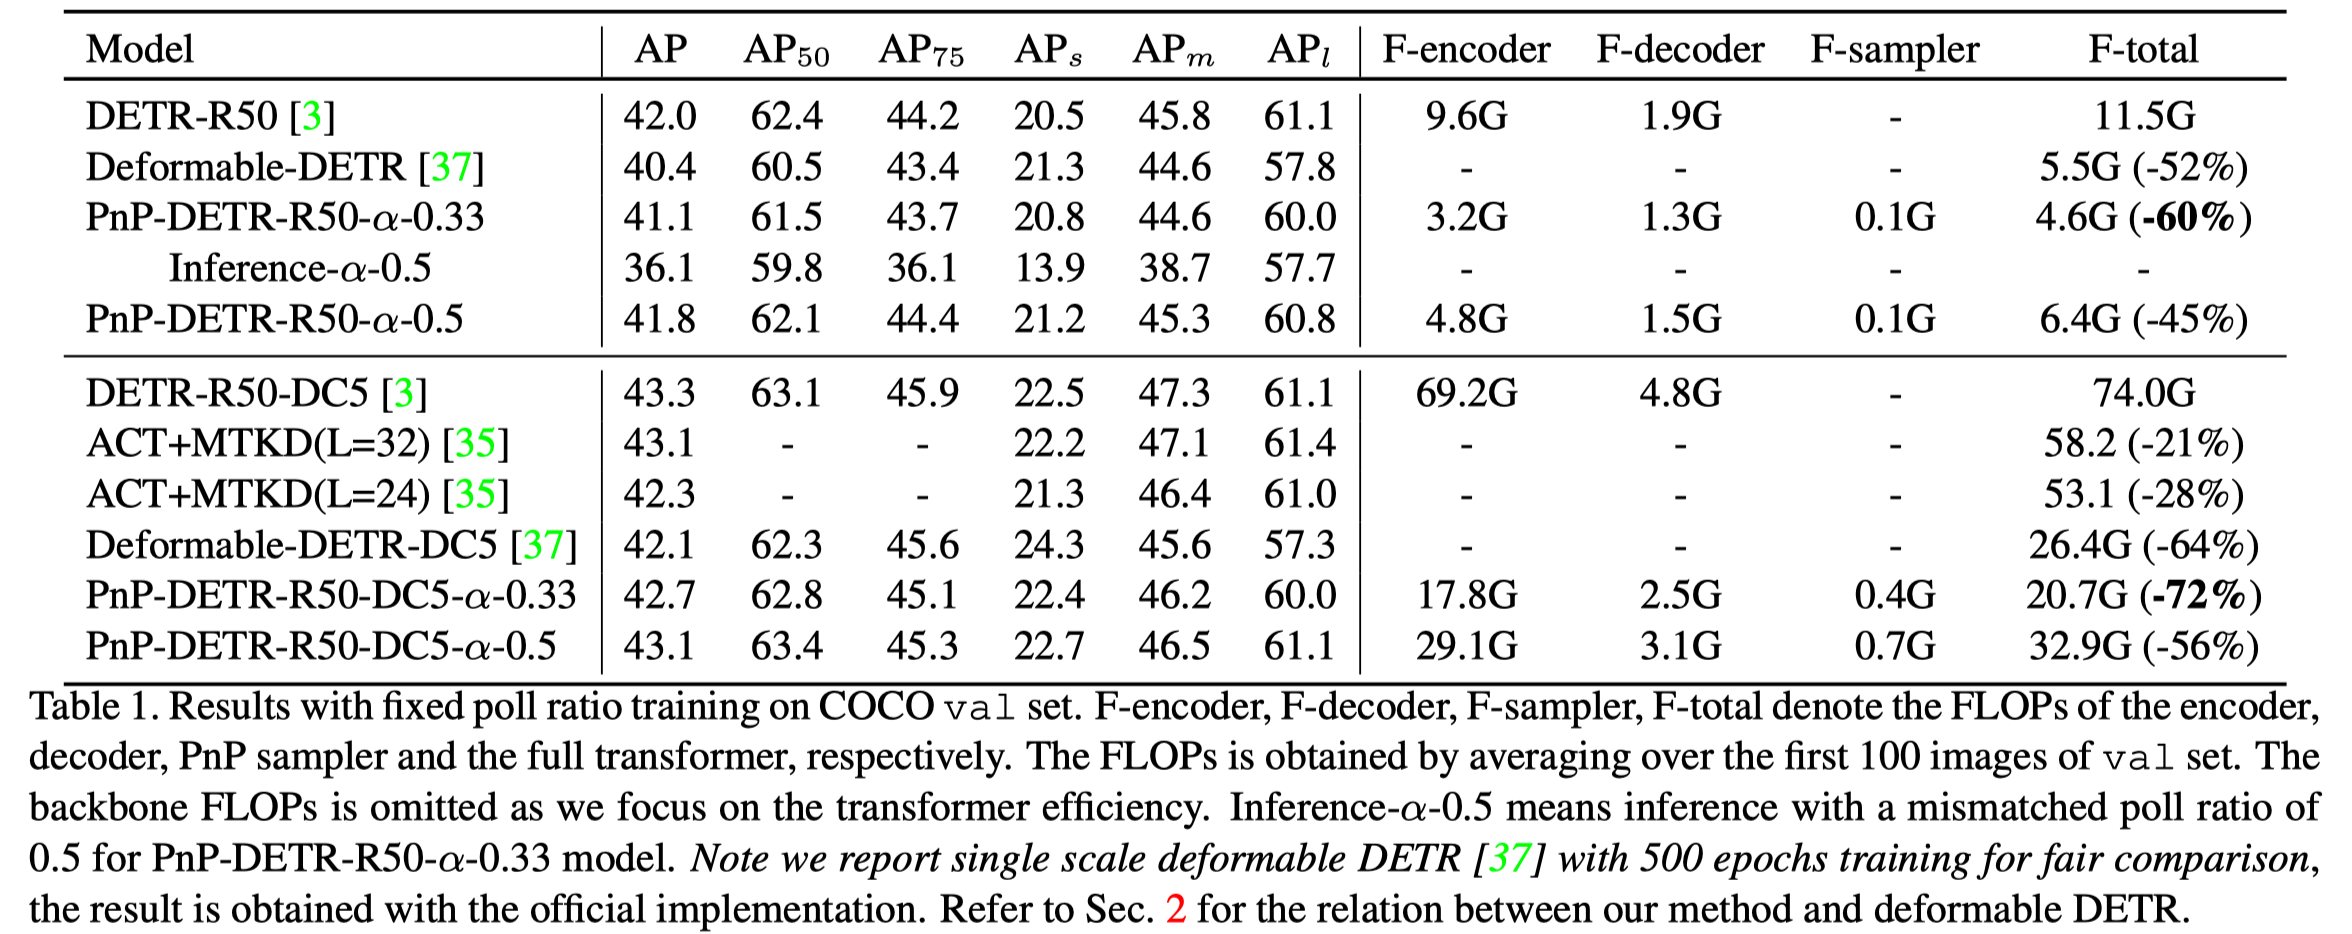 Model AP AP50 AP75 APs APm APl F-encoder F-decoder F-sampler F-total
DETR-R50 [3] 42.0 62.4 44.2 20.5 45.8 61.1 9.6G 1.9G - 11.5G
Deformable-DETR [37] 40.4 60.5 43.4 21.3 44.6 57.8 - - - 5.5G (-52%)
PnP-DETR-R50-α-0.33 41.1 61.5 43.7 20.8 44.6 60.0 3.2G 1.3G 0.1G 4.6G (-60%)
Inference-α-0.5 36.1 59.8 36.1 13.9 38.7 57.7 - - - -
PnP-DETR-R50-α-0.5 41.8 62.1 44.4 21.2 45.3 60.8 4.8G 1.5G 0.1G 6.4G (-45%)
DETR-R50-DC5 [3] 43.3 63.1 45.9 22.5 47.3 61.1 69.2G 4.8G - 74.0G
ACT+MTKD(L=32) [35] 43.1 - - 22.2 47.1 61.4 - - - 58.2 (-21%)
ACT+MTKD(L=24) [35] 42.3 - - 21.3 46.4 61.0 - - - 53.1 (-28%)
Deformable-DETR-DC5 [37] 42.1 62.3 45.6 24.3 45.6 57.3 - - - 26.4G (-64%)
PnP-DETR-R50-DC5-α-0.33 42.7 62.8 45.1 22.4 46.2 60.0 17.8G 2.5G 0.4G 20.7G (-72%)
PnP-DETR-R50-DC5-α-0.5 43.1 63.4 45.3 22.7 46.5 61.1 29.1G 3.1G 0.7G 32.9G (-56%)
Table 1. Results with fixed poll ratio training on COCO val set. F-encoder, F-decoder, F-sampler, F-total denote the FLOPs of the encoder,
decoder, PnP sampler and the full transformer, respectively. The FLOPs is obtained by averaging over the first 100 images of val set. The
backbone FLOPs is omitted as we focus on the transformer efficiency. Inference-α-0.5 means inference with a mismatched poll ratio of
0.5 for PnP-DETR-R50-α-0.33 model. Note we report single scale deformable DETR [37] with 500 epochs training for fair comparison,
the result is obtained with the official implementation. Refer to Sec. 2 for the relation between our method and deformable DETR.